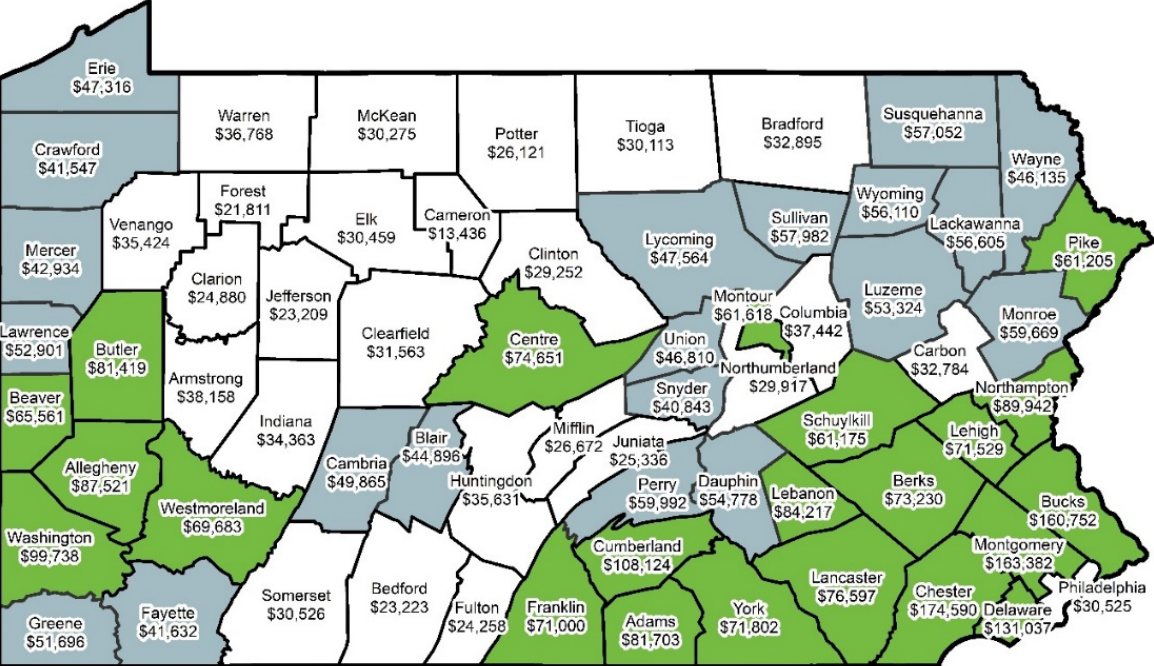 Erie
$47,316
Warren
$36,768
McKean
$30,275
Potter
$26,121
Tioga
$30,113
Bradford
$32,895
Susquehanna
$57,052
Wayne
$46,135
Crawford
$41,547
Forest
$21,811
Venango
$35,424
Elk
$30,459
Cameron
$13,436
Clinton
$29,252
Lycoming
$47,564
Sullivan
$57,982
Wyoming
$56,110
Lackawanna
$56,605
Pike
$61,205
Mercer
$42,934
Clarion
$24,880
Jefferson
$23,209
Clearfield
$31,563
Centre
$74,651
Union
$46,810
Montour
$61,618
Columbia
$37,442
Luzerne
$53,324
Monroe
$59,669
Lawrence
$52,901
Butler
$81,419
Armstrong
$38,158
Carbon
$32,784
Northumberland
$29,917
Snyder
$40,843
Northampton
$89,942
Beaver
$65,561
Indiana
$34,363
Cambria
$49,865
Blair
$44,896
Huntingdon
$35,631
Mifflin
$26,672
Juniata
$25,336
Perry
$59,992
Dauphin
$54,778
Schuylkill
$61,175
Lehigh
$71,529
Allegheny
$87,521
Westmoreland
$69,683
Lebanon
$84,217
Berks
$73,230
Bucks
$160,752
Washington
$99,738
Cumberland
$108,124
Montgomery
$163,382
Philadelphia
$30,525
Greene
$51,696
Fayette
$41,632
Somerset
$30,526
Bedford
$23,223
Fulton
$24,258
Franklin
$71,000
Adams
$81,703
York
$71,802
Lancaster
$76,597
Chester
$174,590
Delaware
$131,037